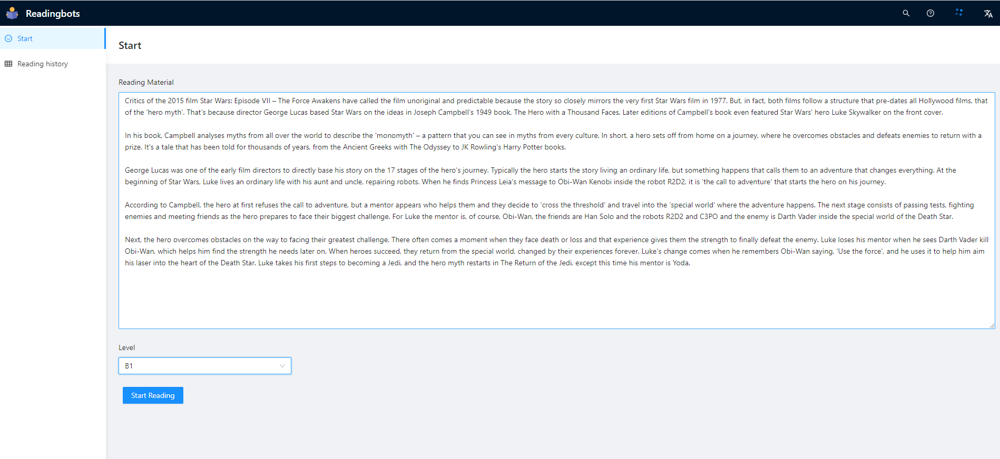 Readingbots
Start
Reading history
Start
Reading Material
Critics of the 2015 film Star Wars: Episode VII – The Force Awakens have called the film unoriginal and predictable because the story so closely mirrors the very first Star Wars film in 1977. But, in fact, both films follow a structure that pre-dates all Hollywood films, that
of the 'hero myth'. That's because director George Lucas based Star Wars on the ideas in Joseph Campbell's 1949 book, The Hero with a Thousand Faces. Later editions of Campbell's book even featured Star Wars' hero Luke Skywalker on the front cover.
In his book, Campbell analyses myths from all over the world to describe the 'monomyth' – a pattern that you can see in myths from every culture. In short, a hero sets off from home on a journey, where he overcomes obstacles and defeats enemies to return with a
prize. It's a tale that has been told for thousands of years, from the Ancient Greeks with The Odyssey to JK Rowling's Harry Potter books.
George Lucas was one of the early film directors to directly base his story on the 17 stages of the hero's journey. Typically the hero starts the story living an ordinary life, but something happens that calls them to an adventure that changes everything. At the
beginning of Star Wars, Luke lives an ordinary life with his aunt and uncle, repairing robots. When he finds Princess Leia's message to Obi-Wan Kenobi inside the robot R2D2, it is 'the call to adventure' that starts the hero on his journey.
According to Campbell, the hero at first refuses the call to adventure, but a mentor appears who helps them and they decide to 'cross the threshold' and travel into the 'special world' where the adventure happens. The next stage consists of passing tests, fighting
enemies and meeting friends as the hero prepares to face their biggest challenge. For Luke the mentor is, of course, Obi-Wan, the friends are Han Solo and the robots R2D2 and C3PO and the enemy is Darth Vader inside the special world of the Death Star.
Next, the hero overcomes obstacles on the way to facing their greatest challenge. There often comes a moment when they face death or loss and that experience gives them the strength to finally defeat the enemy. Luke loses his mentor when he sees Darth Vader kill
Obi-Wan, which helps him find the strength he needs later on. When heroes succeed, they return from the special world, changed by their experiences forever. Luke's change comes when he remembers Obi-Wan saying, 'Use the force', and he uses it to help him aim
his laser into the heart of the Death Star. Luke takes his first steps to becoming a Jedi, and the hero myth restarts in The Return of the Jedi, except this time his mentor is Yoda.
Level
B1
Start Reading